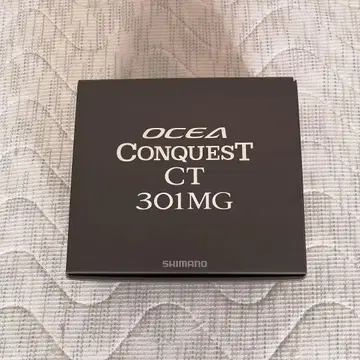 OCEA
CONQUEST
CT
301MG
SHIMANO